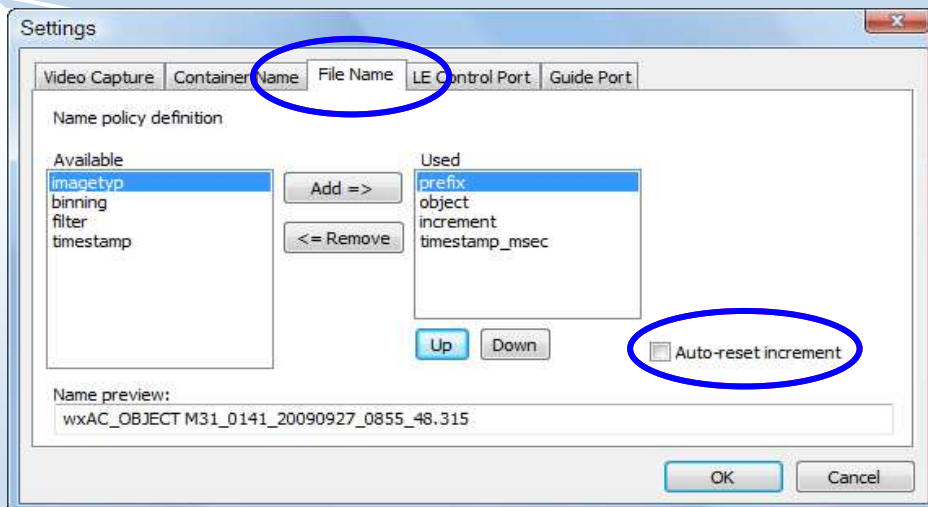 Settings
Video Capture Container Name File Name LE Control Port Guide Port
Name policy definition
Available
imagetyp
binning
filter
timestamp
Add =>
<= Remove
Used
prefix
object
increment
timestamp_msec
Up Down
Auto-reset increment
Name preview:
wxAC_OBJECT M31_0141_20090927_0855_48.315
OK Cancel